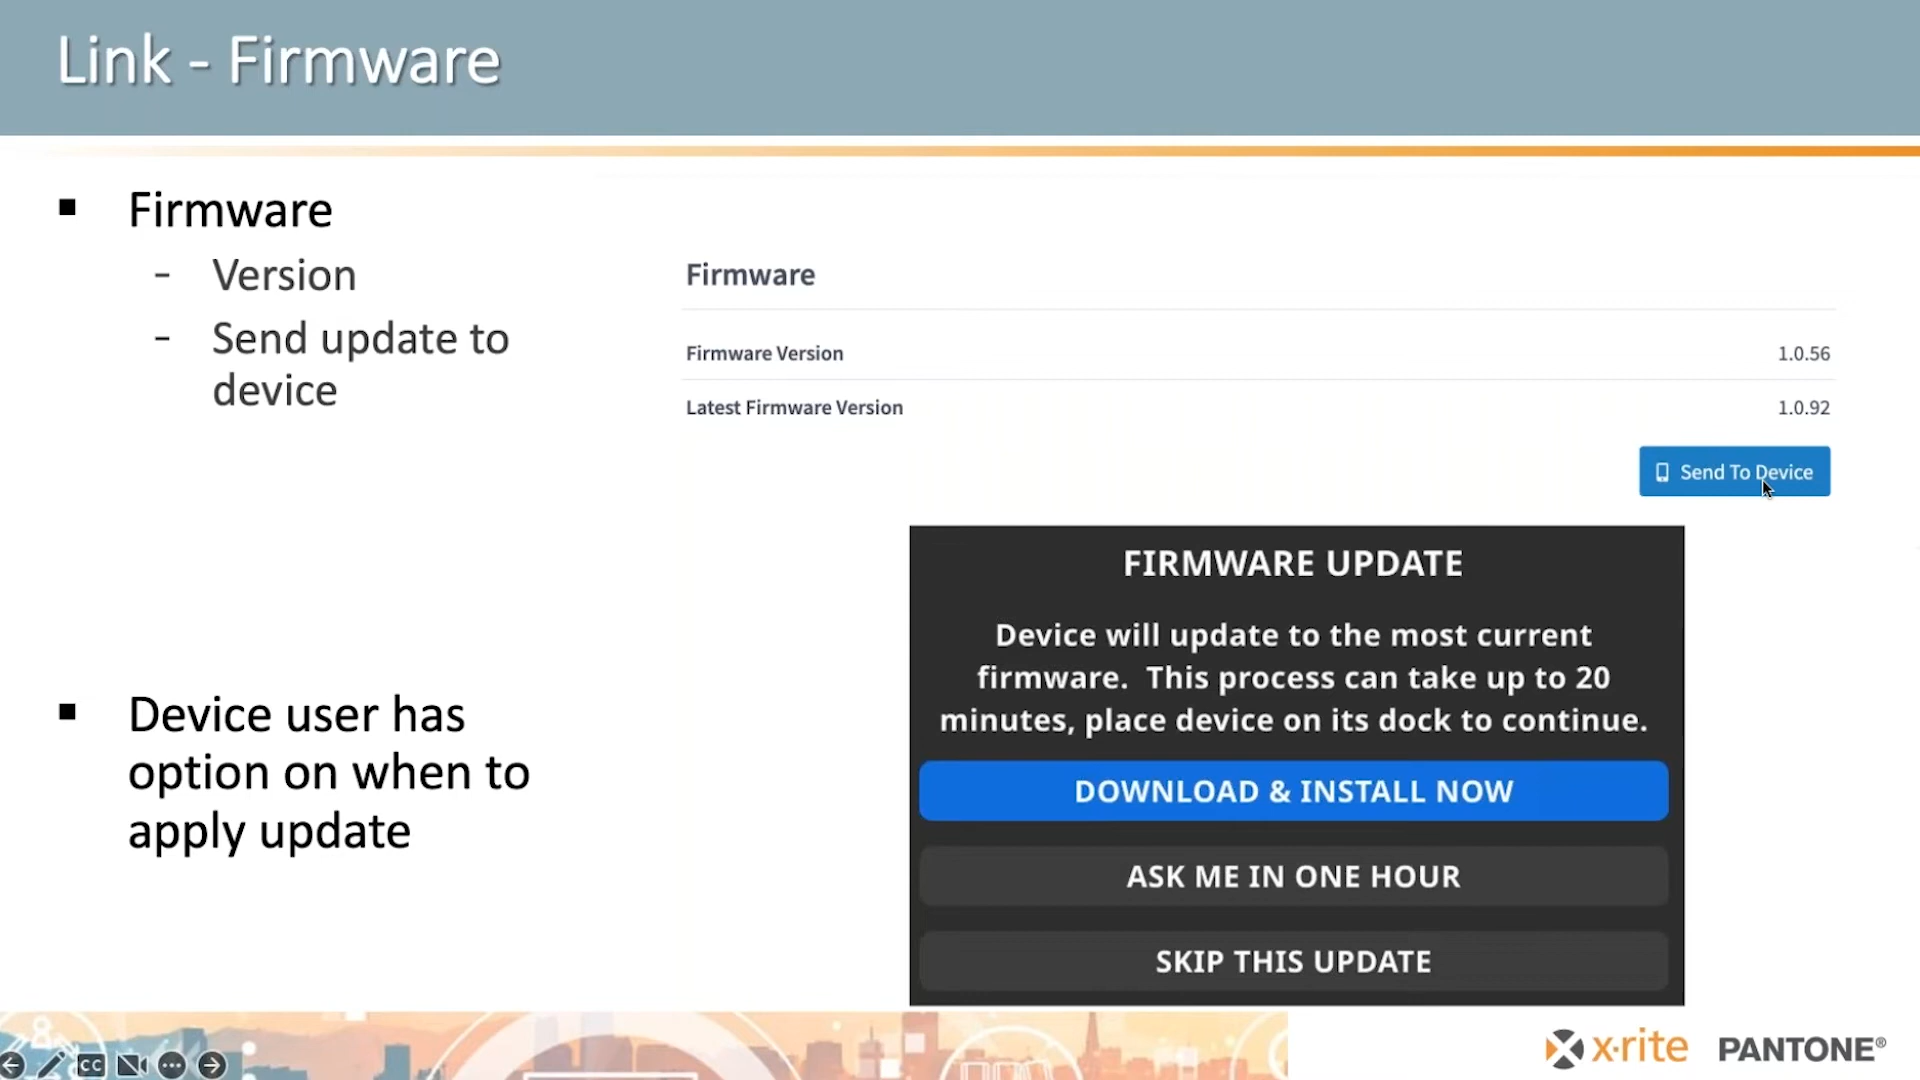 Link - Firmware
▪ Firmware
- Version
- Send update to
device
Firmware
Firmware Version 1.0.56
Latest Firmware Version 1.0.92
Send To Device
FIRMWARE UPDATE
Device will update to the most current
firmware. This process can take up to 20
minutes, place device on its dock to continue.
DOWNLOAD & INSTALL NOW
ASK ME IN ONE HOUR
SKIP THIS UPDATE
▪ Device user has
option on when to
apply update
CC
x·rite PANTONE®